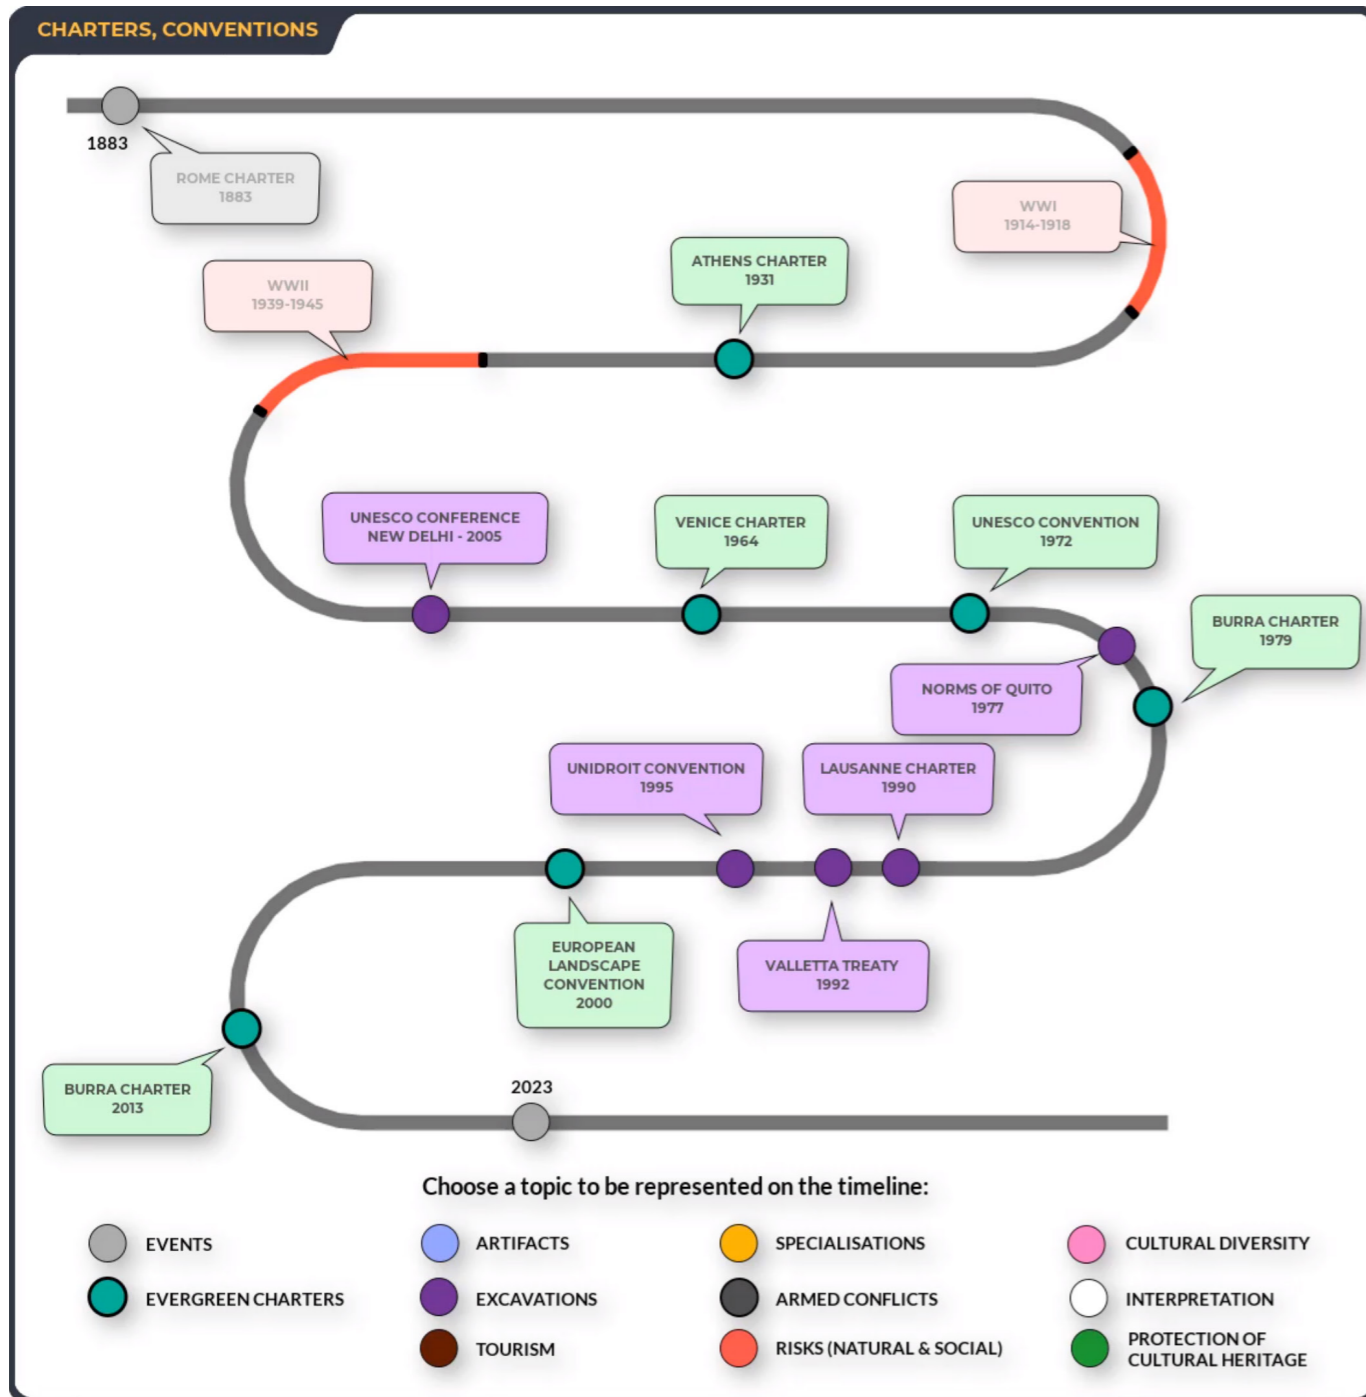 CHARTERS, CONVENTIONS
1883
ROME CHARTER
1883
WWI
1914-1918
ATHENS CHARTER
1931
WWII
1939-1945
UNESCO CONFERENCE
NEW DELHI - 2005
VENICE CHARTER
1964
UNESCO CONVENTION
1972
BURRA CHARTER
1979
NORMS OF QUITO
1977
UNIDROIT CONVENTION
1995
LAUSANNE CHARTER
1990
EUROPEAN
LANDSCAPE
CONVENTION
2000
VALLETTA TREATY
1992
BURRA CHARTER
2013
2023
Choose a topic to be represented on the timeline:
EVENTS
ARTIFACTS
SPECIALISATIONS
CULTURAL DIVERSITY
EVERGREEN CHARTERS
EXCAVATIONS
ARMED CONFLICTS
INTERPRETATION
TOURISM
RISKS (NATURAL & SOCIAL)
PROTECTION OF
CULTURAL HERITAGE